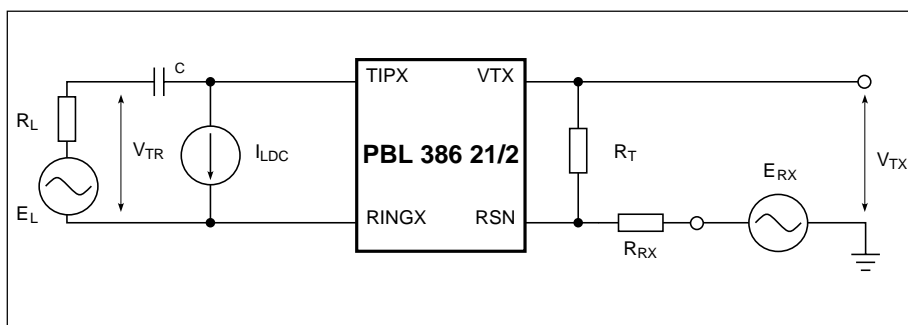 C
TIPX VTX
R_L
V_TR
I_LDC
PBL 386 21/2
R_T
E_RX
V_TX
E_L
RINGX RSN
R_RX